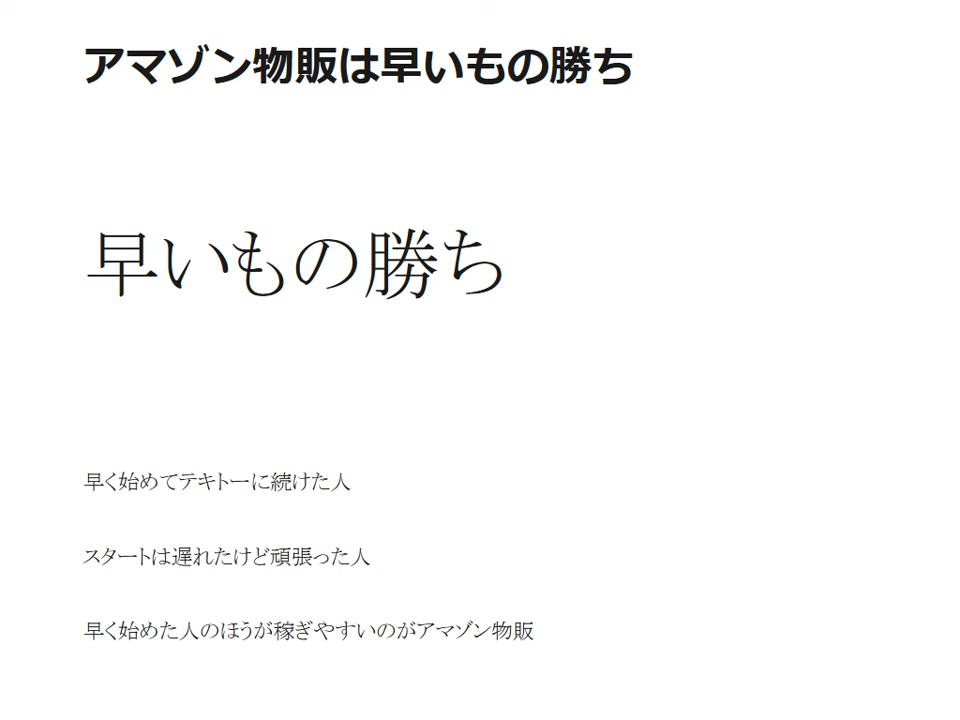 アマゾン物販は早いもの勝ち
早いもの勝ち
早く始めてテキトーに続けた人
スタートは遅れたけど頑張った人
早く始めた人のほうが稼ぎやすいのがアマゾン物販